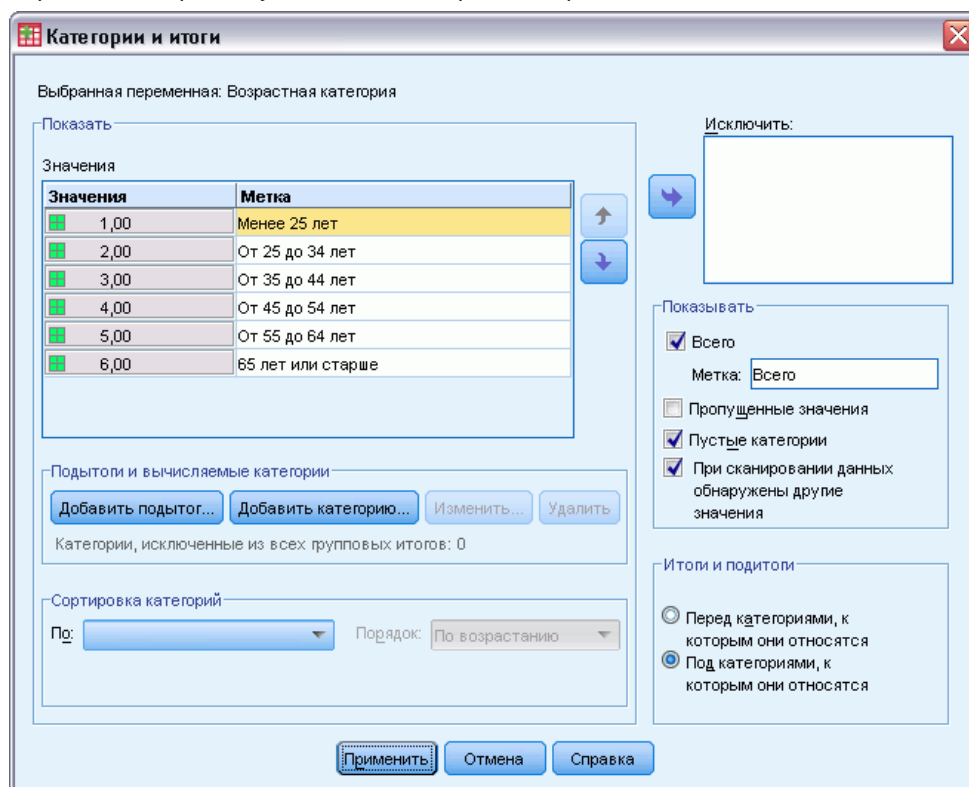 Категории и итоги
Выбранная переменная: Возрастная категория
Показать
Значения
Значения Метка
1,00 Менее 25 лет
2,00 От 25 до 34 лет
3,00 От 35 до 44 лет
4,00 От 45 до 54 лет
5,00 От 55 до 64 лет
6,00 65 лет или старше
Подытоги и вычисляемые категории
Добавить подытог... Добавить категорию... Изменить... Удалить
Категории, исключенные из всех групповых итогов: 0
Сортировка категорий
По: Порядок: По возрастанию
Исключить:
Показывать
Всего
Метка: Всего
Пропущенные значения
Пустые категории
При сканировании данных
обнаружены другие
значения
Итоги и подитоги
Перед категориями, к
которым они относятся
Под категориями, к
которым они относятся
Применить Отмена Справка